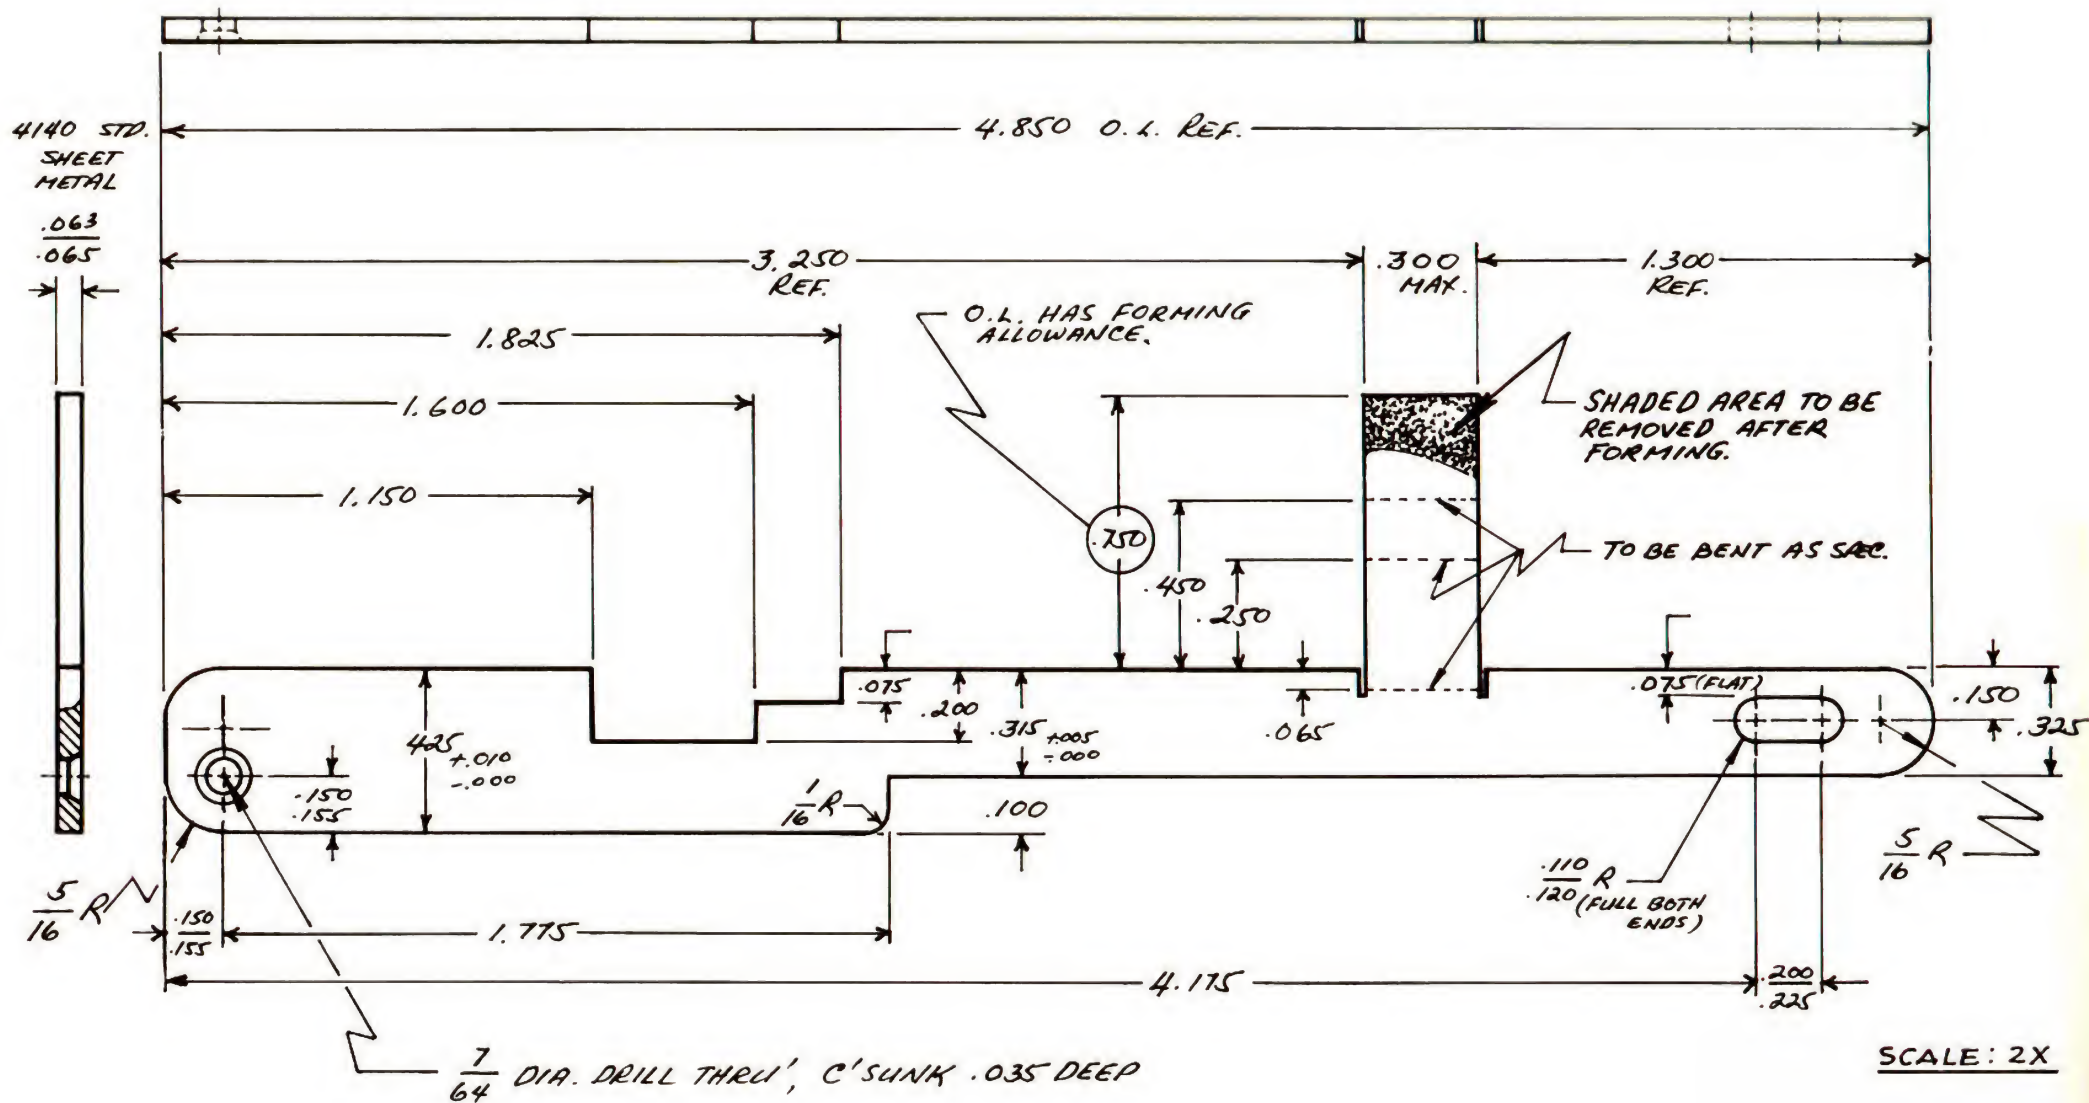 4140 STD.
SHEET
METAL
.063
.065
4.850 O.L. REF.
3.250
REF.
.300
MAX.
1.300
REF.
1.825
O.L. HAS FORMING
ALLOWANCE.
1.600
SHADED AREA TO BE
REMOVED AFTER
FORMING.
1.150
.750
.450
.250
TO BE BENT AS SPEC.
.075
.200
.425 +.010
-.000
.315 +.005
-.000
.065
.075 (FLAT)
.150
.325
.150
.155
1/16 R
.100
5/16 R
.150
.155
1.775
.110
.120 R
(FULL BOTH
ENDS)
5/16 R
4.175
.200
.225
7/64 DIA. DRILL THRU', C'SUNK .035 DEEP
SCALE: 2X